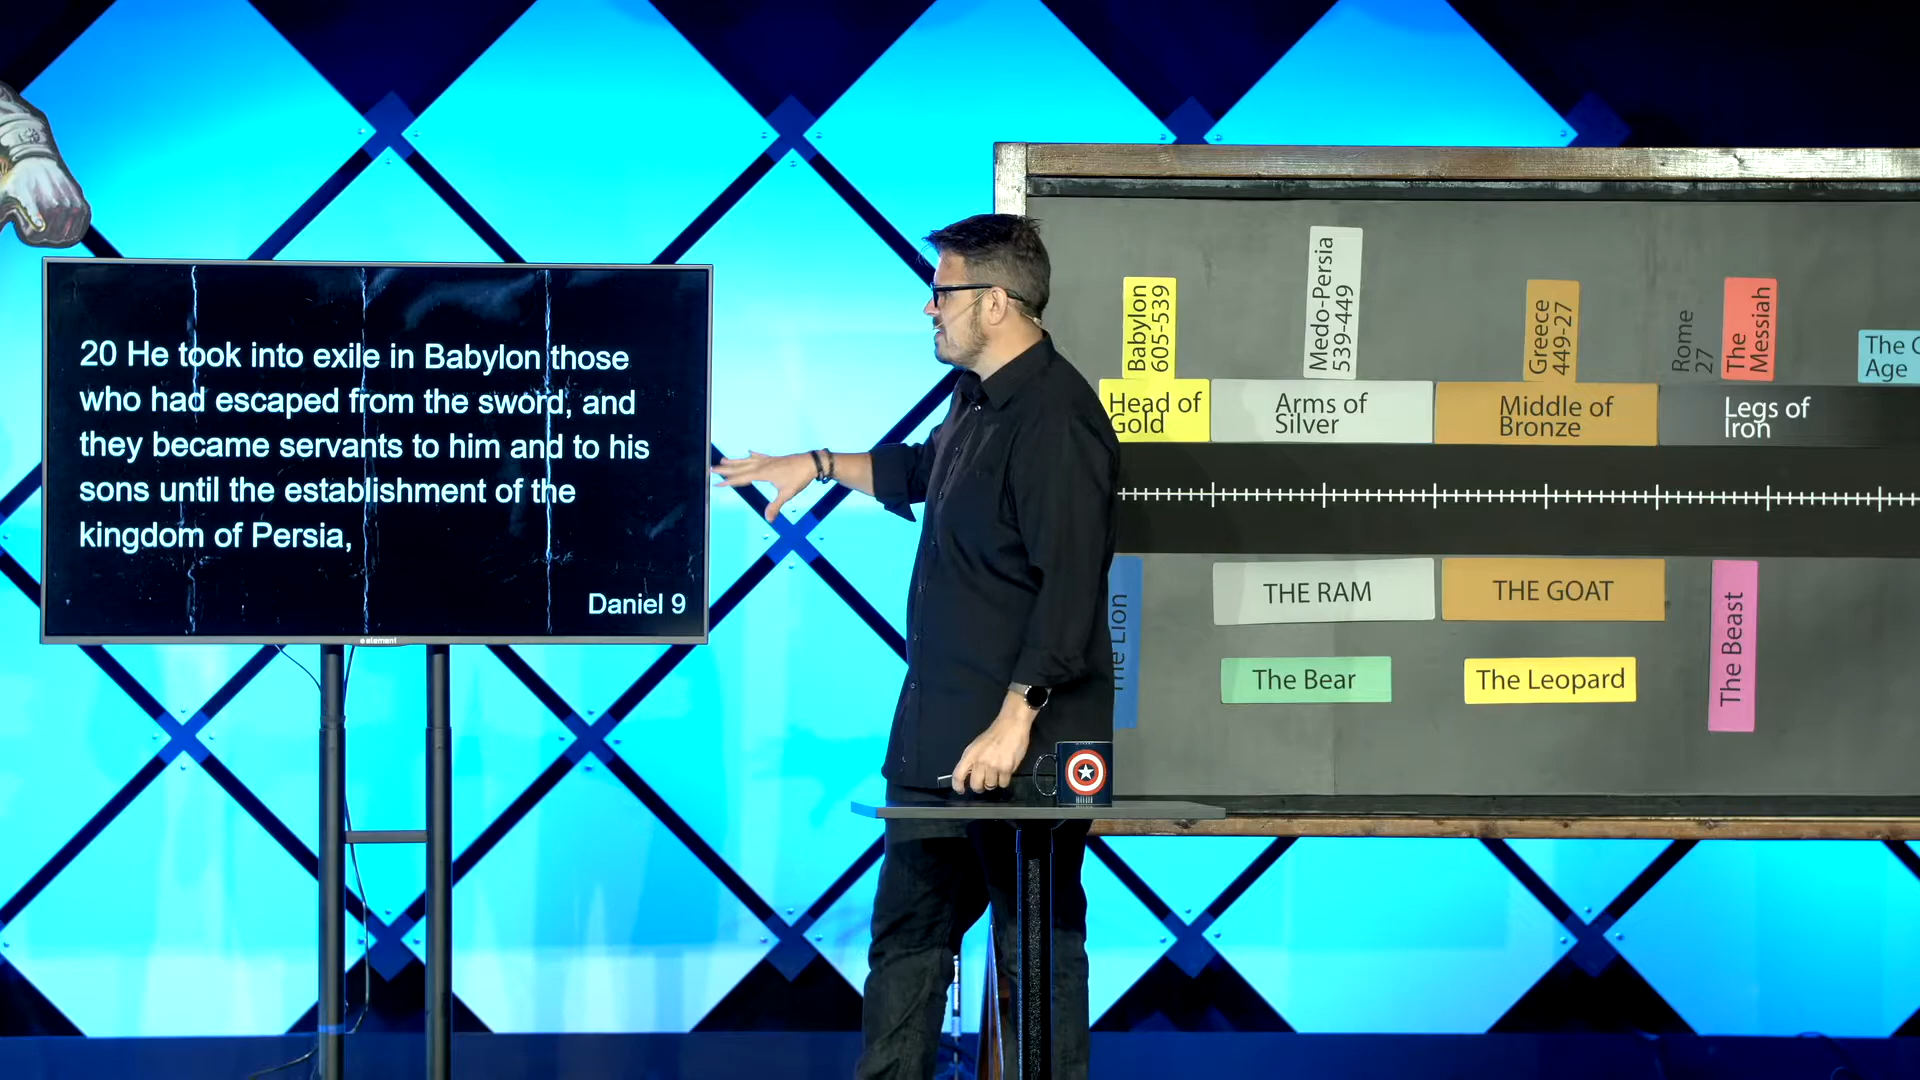 20 He took into exile in Babylon those
who had escaped from the sword, and
they became servants to him and to his
sons until the establishment of the
kingdom of Persia,
Daniel 9
element
Babylon
605-539
Medo-Persia
539-449
Greece
449-27
Rome
27
The
Messiah
The C
Age
Head of
Gold
Arms of
Silver
Middle of
Bronze
Legs of
Iron
The Lion
THE RAM
THE GOAT
The Beast
The Bear
The Leopard